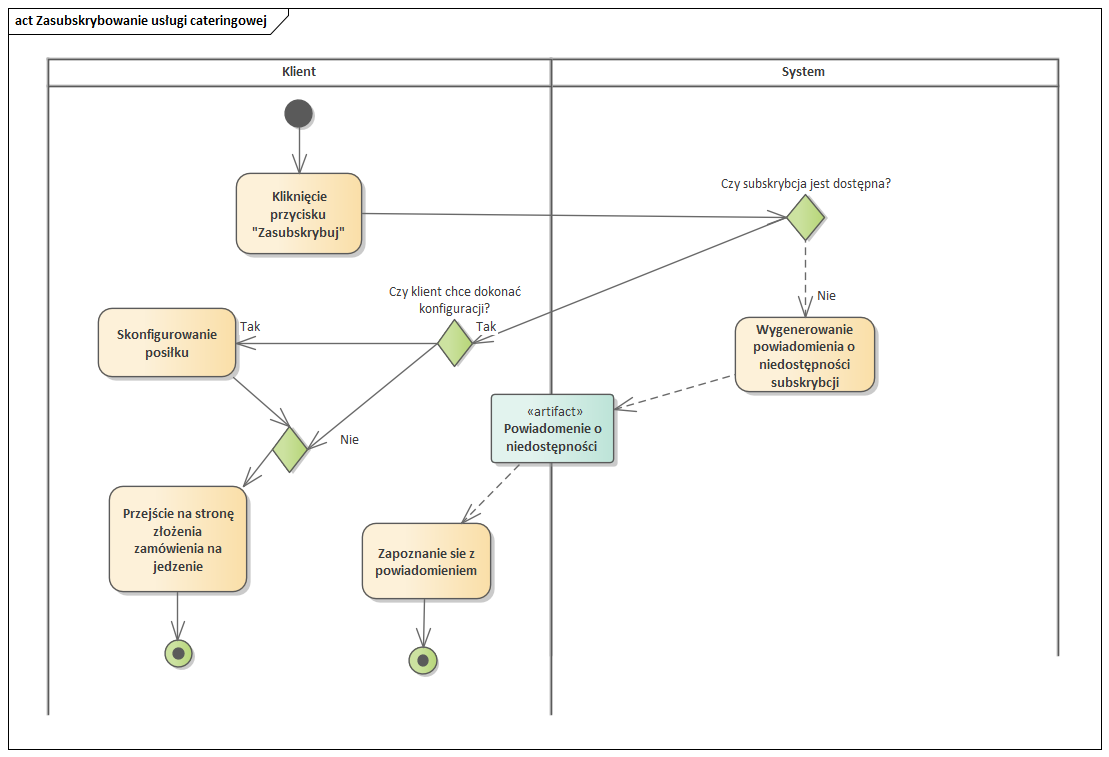 act Zasubskrybowanie usługi cateringowej
Klient
System
Kliknięcie
przycisku
"Zasubskrybuj"
Czy subskrybcja jest dostępna?
Nie
Czy klient chce dokonać
konfiguracji?
Tak
Tak
Skonfigurowanie
posiłku
Wygenerowanie
powiadomienia o
niedostępności
subskrybcji
«artifact»
Powiadomenie o
niedostępności
Nie
Przejście na stronę
złożenia
zamówienia na
jedzenie
Zapoznanie sie z
powiadomieniem